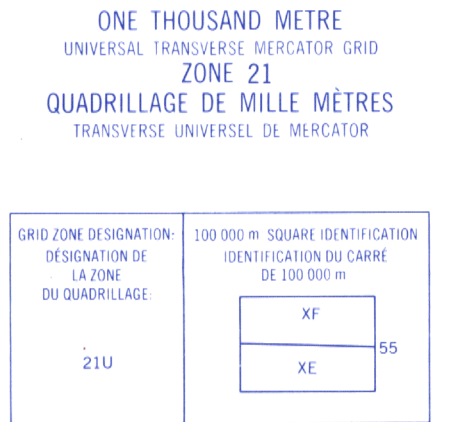 ONE THOUSAND METRE
UNIVERSAL TRANSVERSE MERCATOR GRID
ZONE 21
QUADRILLAGE DE MILLE MÈTRES
TRANSVERSE UNIVERSEL DE MERCATOR
GRID ZONE DESIGNATION:
DÉSIGNATION DE
LA ZONE
DU QUADRILLAGE:
21U
100 000 m SQUARE IDENTIFICATION
IDENTIFICATION DU CARRÉ
DE 100 000 m
XF
55
XE